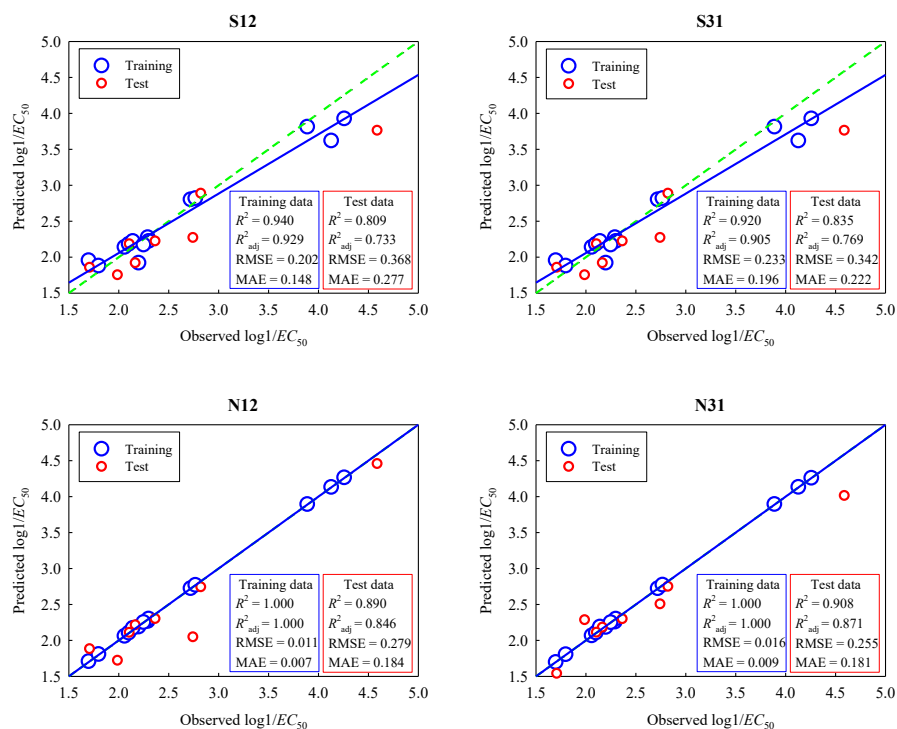 S12
5.0
4.5
4.0
3.5
3.0
2.5
2.0
1.5
Predicted log1/EC50
Training
Test
Training data
R2 = 0.940
R2adj = 0.929
RMSE = 0.202
MAE = 0.148
Test data
R2 = 0.809
R2adj = 0.733
RMSE = 0.368
MAE = 0.277
1.5 2.0 2.5 3.0 3.5 4.0 4.5 5.0
Observed log1/EC50
S31
5.0
4.5
4.0
3.5
3.0
2.5
2.0
1.5
Predicted log1/EC50
Training
Test
Training data
R2 = 0.920
R2adj = 0.905
RMSE = 0.233
MAE = 0.196
Test data
R2 = 0.835
R2adj = 0.769
RMSE = 0.342
MAE = 0.222
1.5 2.0 2.5 3.0 3.5 4.0 4.5 5.0
Observed log1/EC50
N12
5.0
4.5
4.0
3.5
3.0
2.5
2.0
1.5
Predicted log1/EC50
Training
Test
Training data
R2 = 1.000
R2adj = 1.000
RMSE = 0.011
MAE = 0.007
Test data
R2 = 0.890
R2adj = 0.846
RMSE = 0.279
MAE = 0.184
1.5 2.0 2.5 3.0 3.5 4.0 4.5 5.0
Observed log1/EC50
N31
5.0
4.5
4.0
3.5
3.0
2.5
2.0
1.5
Predicted log1/EC50
Training
Test
Training data
R2 = 1.000
R2adj = 1.000
RMSE = 0.016
MAE = 0.009
Test data
R2 = 0.908
R2adj = 0.871
RMSE = 0.255
MAE = 0.181
1.5 2.0 2.5 3.0 3.5 4.0 4.5 5.0
Observed log1/EC50